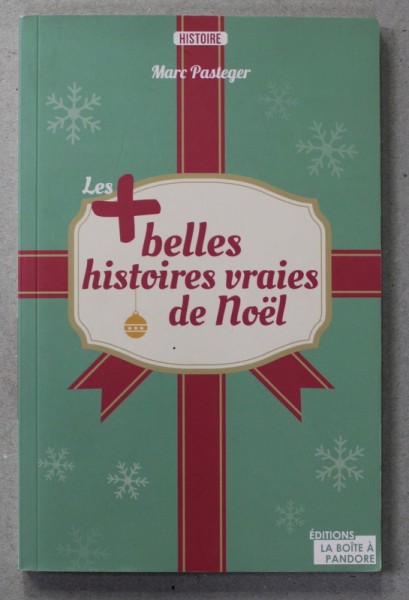 HISTOIRE
Marc Pasteger
Les +
belles
histoires vraies
de Noël
ÉDITIONS
LA BOÎTE À
PANDORE